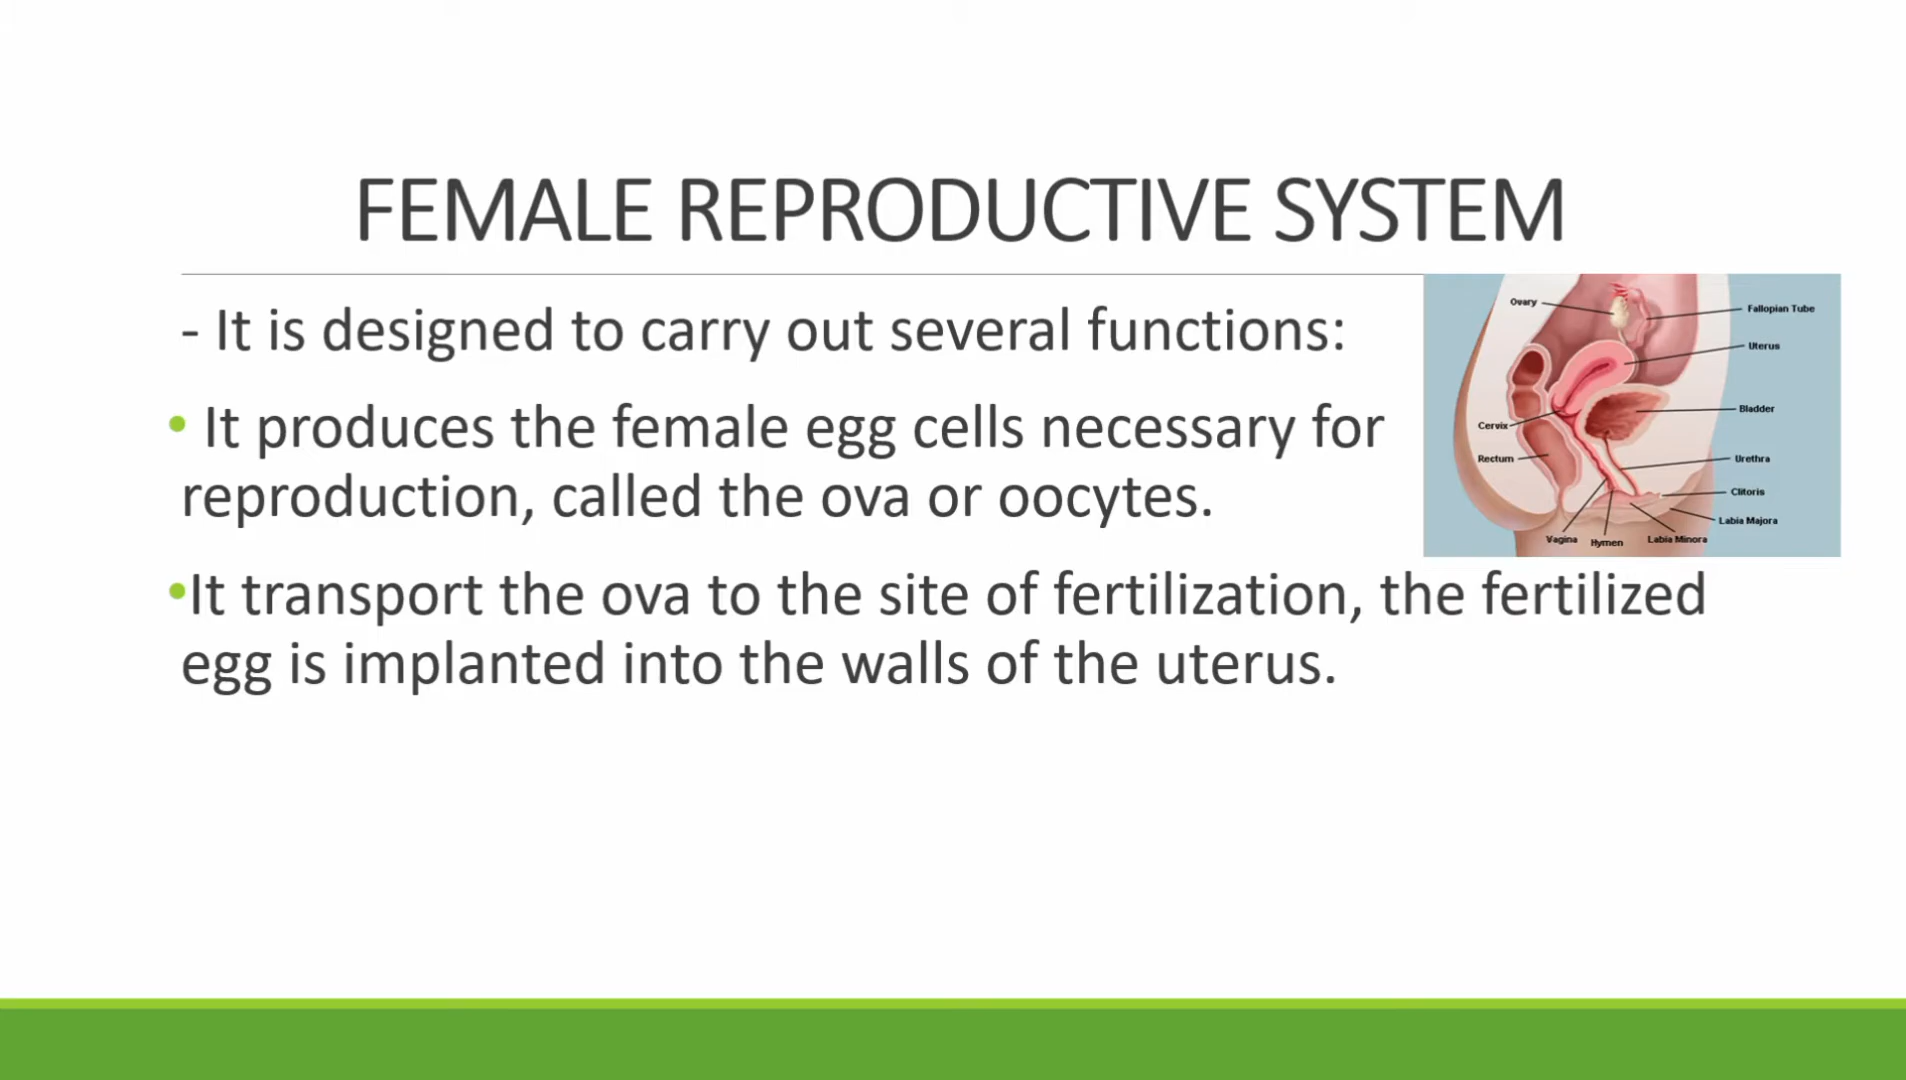 FEMALE REPRODUCTIVE SYSTEM
- It is designed to carry out several functions:
• It produces the female egg cells necessary for
reproduction, called the ova or oocytes.
•It transport the ova to the site of fertilization, the fertilized
egg is implanted into the walls of the uterus.
Ovary
Fallopian Tube
Uterus
Bladder
Cervix
Rectum
Urethra
Clitoris
Labia Majora
Vagina
Hymen
Labia Minora